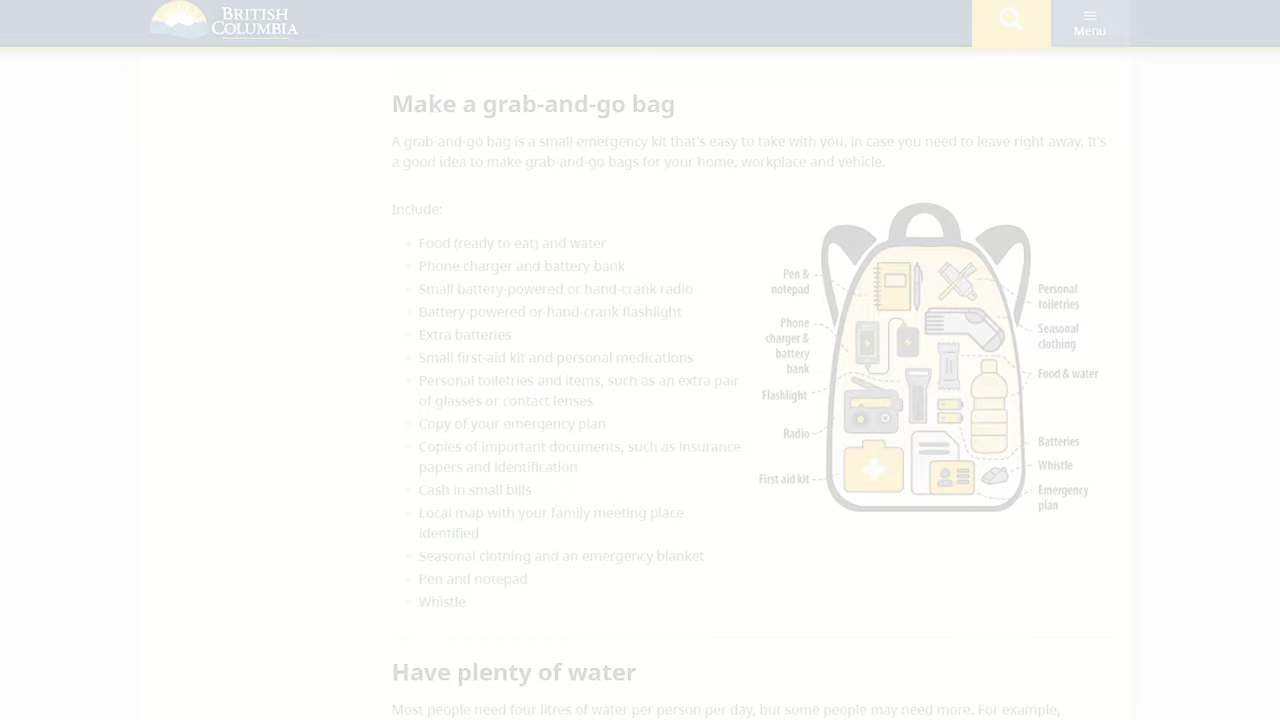 BRITISH
COLUMBIA
Menu
Make a grab-and-go bag
A grab-and-go bag is a small emergency kit that's easy to take with you, in case you need to leave right away. It's
a good idea to make grab-and-go bags for your home, workplace and vehicle.
Include:
Food (ready to eat) and water
Phone charger and battery bank
Small battery-powered or hand-crank radio
Battery-powered or hand-crank flashlight
Extra batteries
Small first-aid kit and personal medications
Personal toiletries and items, such as an extra pair
of glasses or contact lenses
Copy of your emergency plan
Copies of important documents, such as insurance
papers and identification
Cash in small bills
Local map with your family meeting place
identified
Seasonal clothing and an emergency blanket
Pen and notepad
Whistle
Pen &
notepad
Phone
charger &
battery
bank
Flashlight
Radio
First aid kit
Personal
toiletries
Seasonal
clothing
Food & water
Batteries
Whistle
Emergency
plan
Have plenty of water
Most people need four litres of water per person per day, but some people may need more. For example,